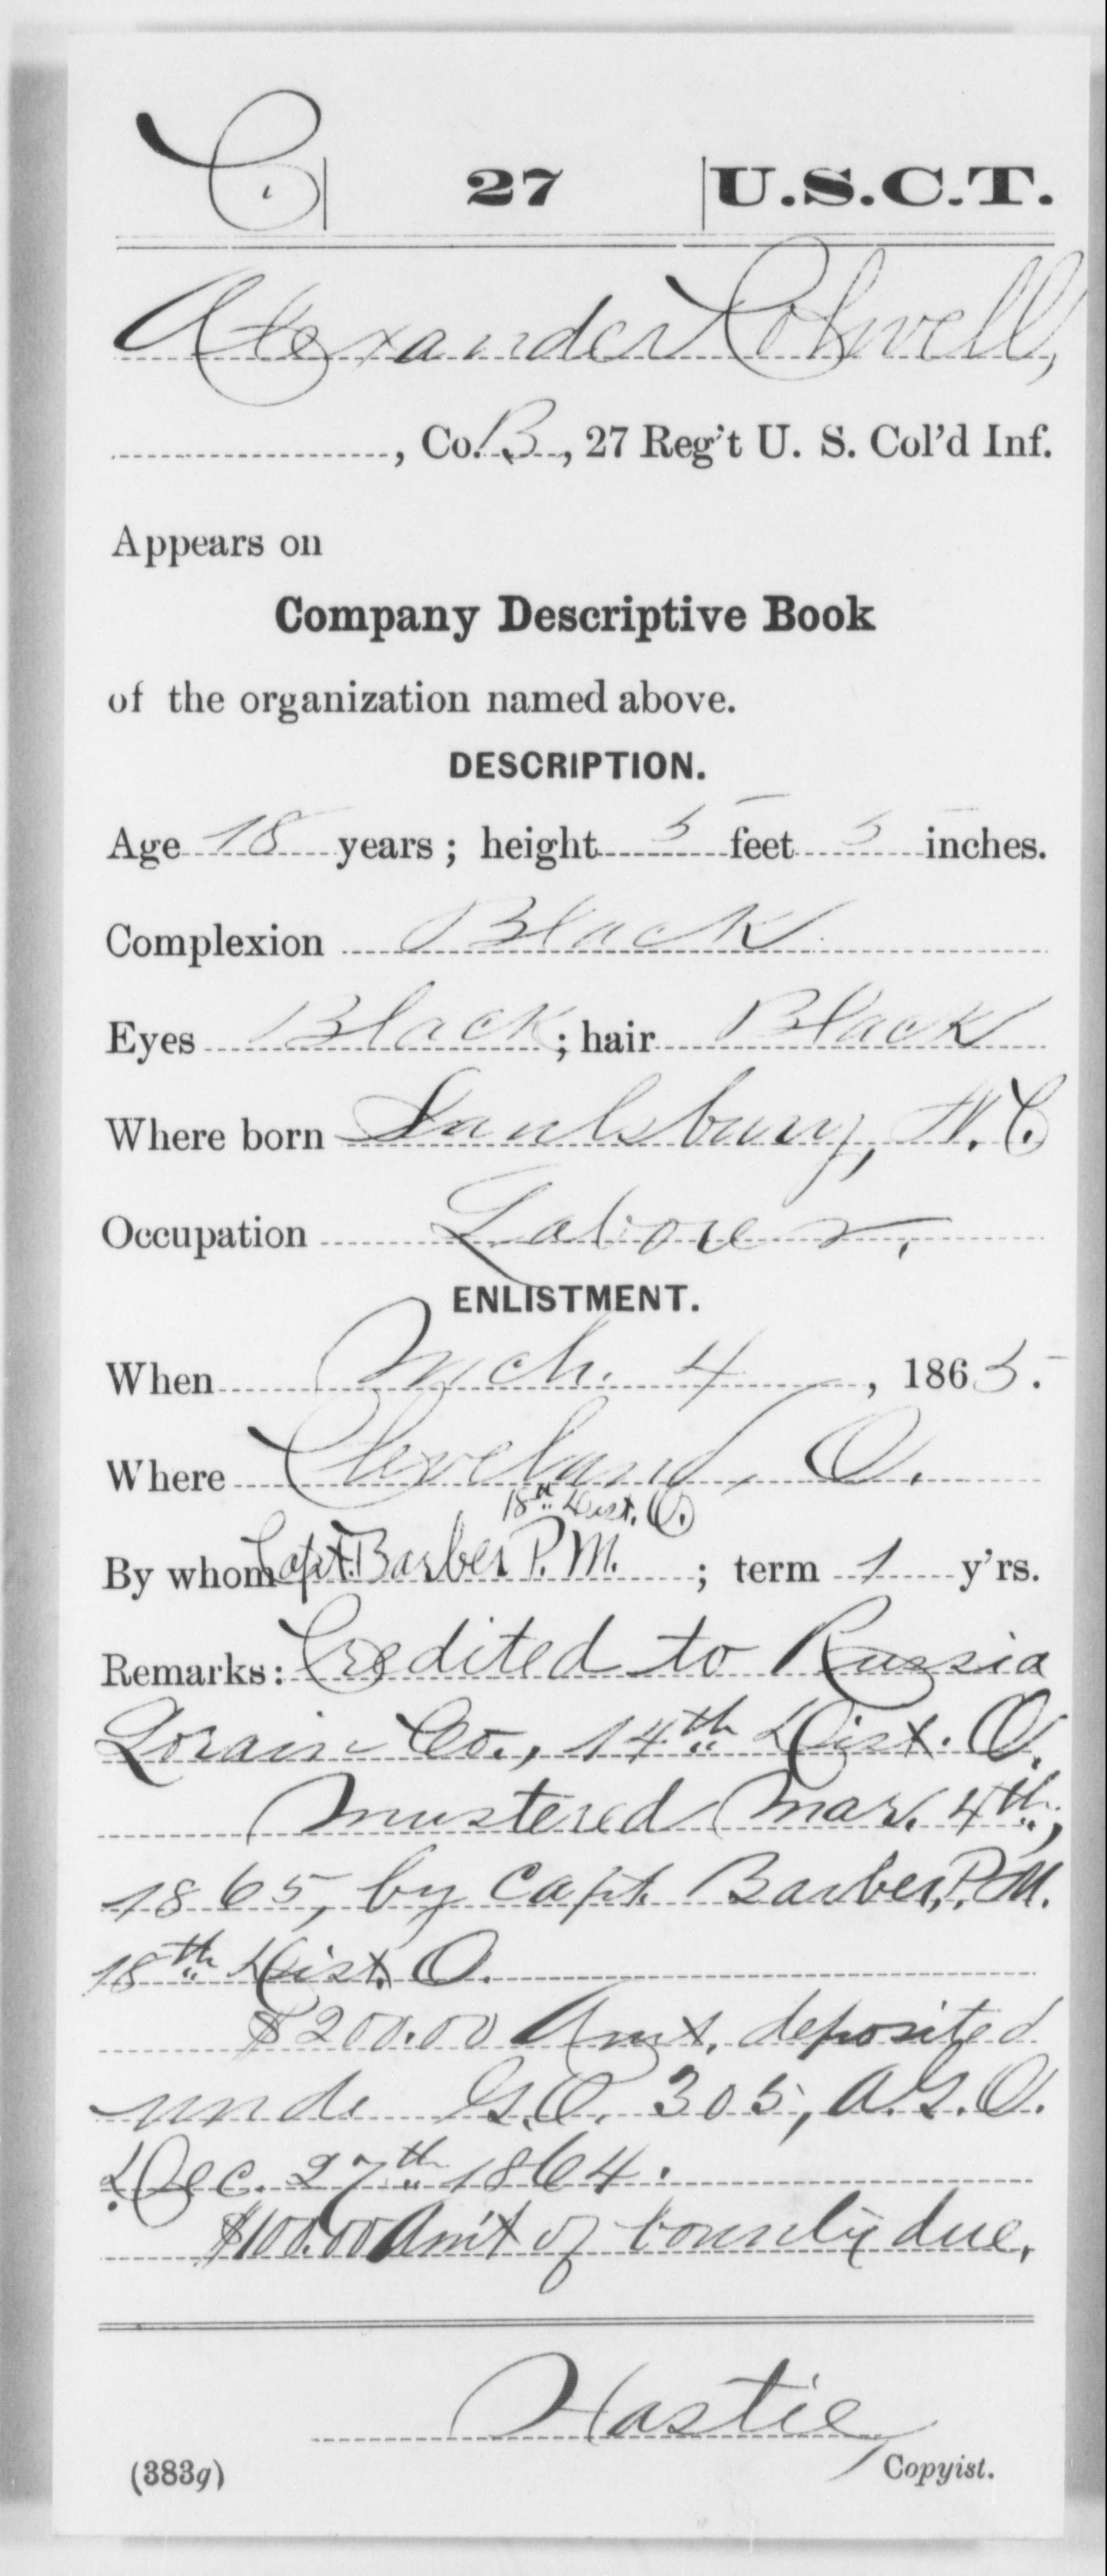 C | 27 | U.S.C.T.
Alexander Colwell,
, Co. B, 27 Reg't U. S. Col'd Inf.
Appears on
Company Descriptive Book
of the organization named above.
DESCRIPTION.
Age 18 years; height 5 feet 5 inches.
Complexion Black
Eyes Black; hair Black
Where born Saulsbury, N.C.
Occupation Laborer.
ENLISTMENT.
When Mch. 4, 1865.
Where Cleveland, O.
18th Dist. O.
By whom Capt. Barber P.M.; term 1 y'rs.
Remarks: Credited to Russia
Lorain Co., 14th Dist. O.
Mustered Mar. 4th,
1865, by Capt. Barber, P.M.
18th Dist. O.
$200.00 Amt. deposited
unde G.O. 305, A.G.O.
Dec. 27th 1864.
$100.00 Am't of bounty due.
Hastie
(383g) Copyist.